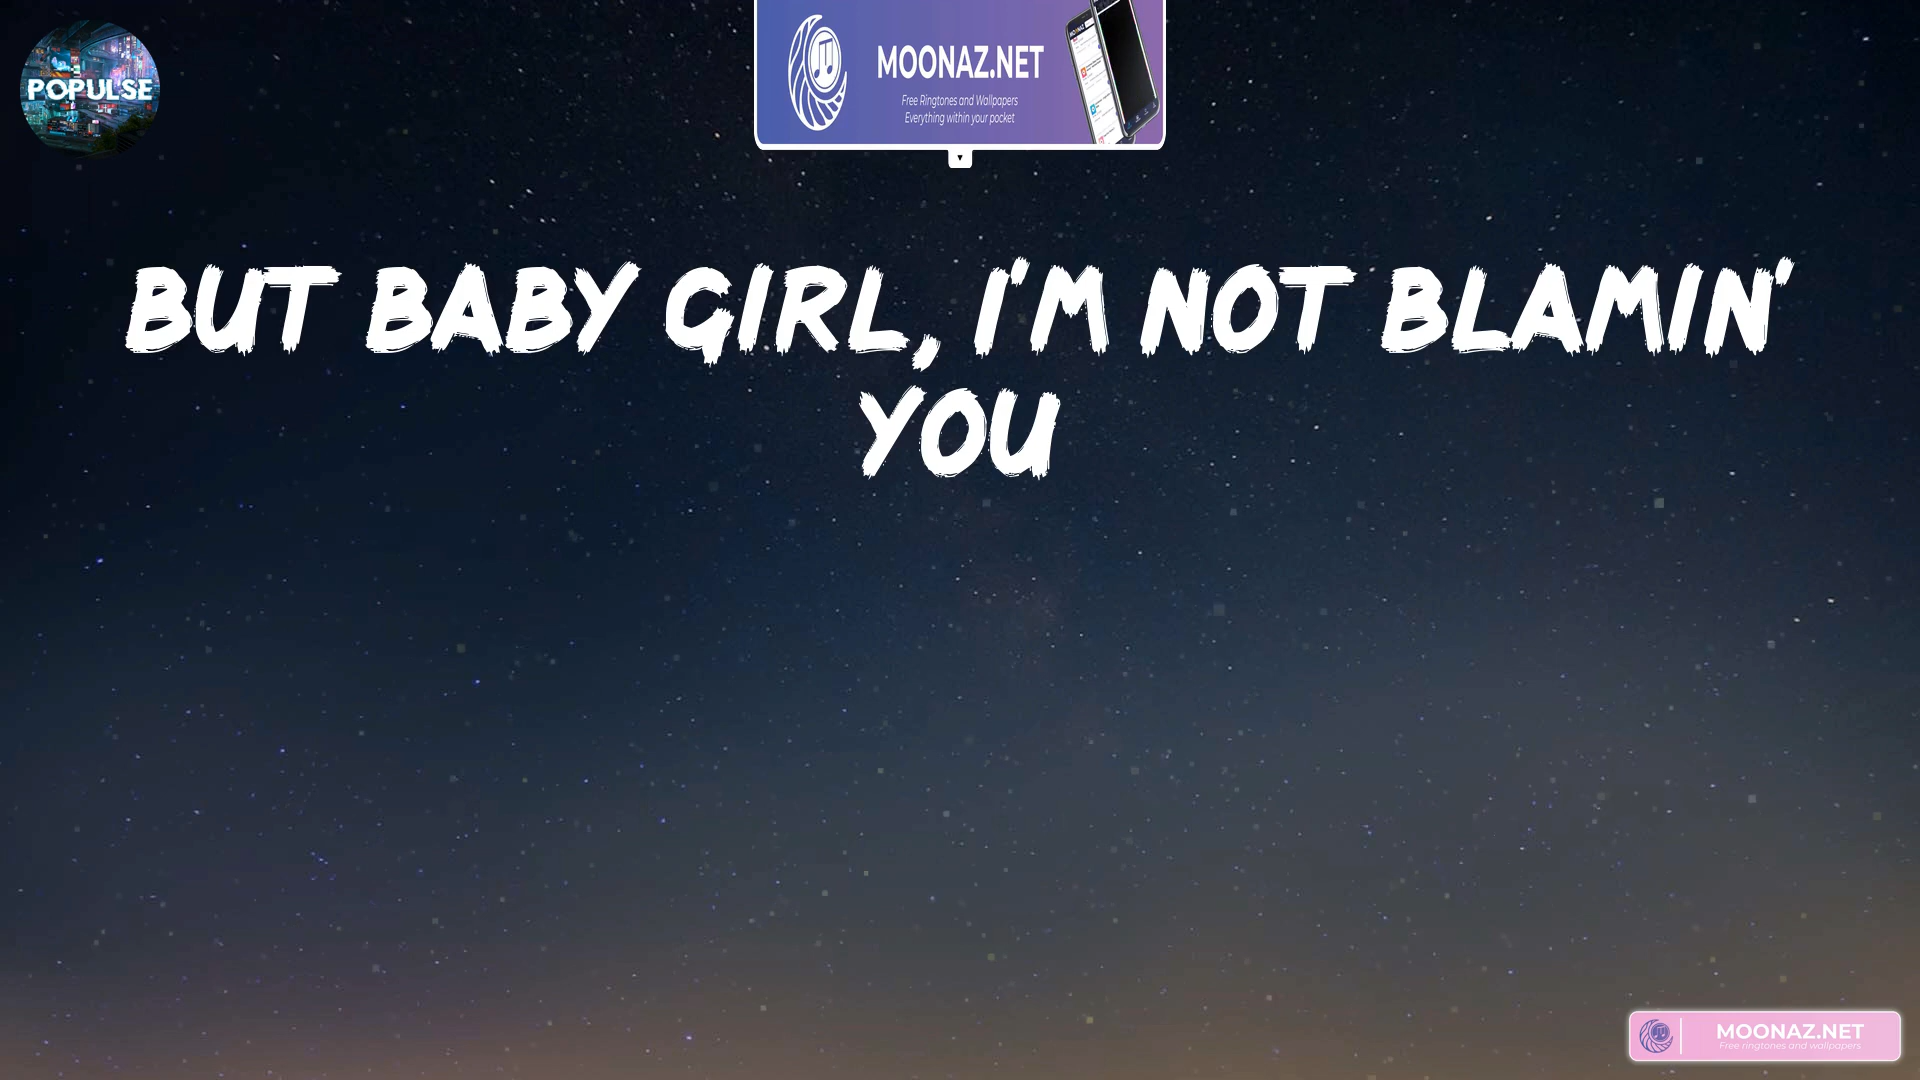 POPULSE
MOONAZ.NET
Free Ringtones and Wallpapers
Everything within your pocket
BUT BABY GIRL, I'M NOT BLAMIN'
YOU
MOONAZ.NET
Free ringtones and wallpapers